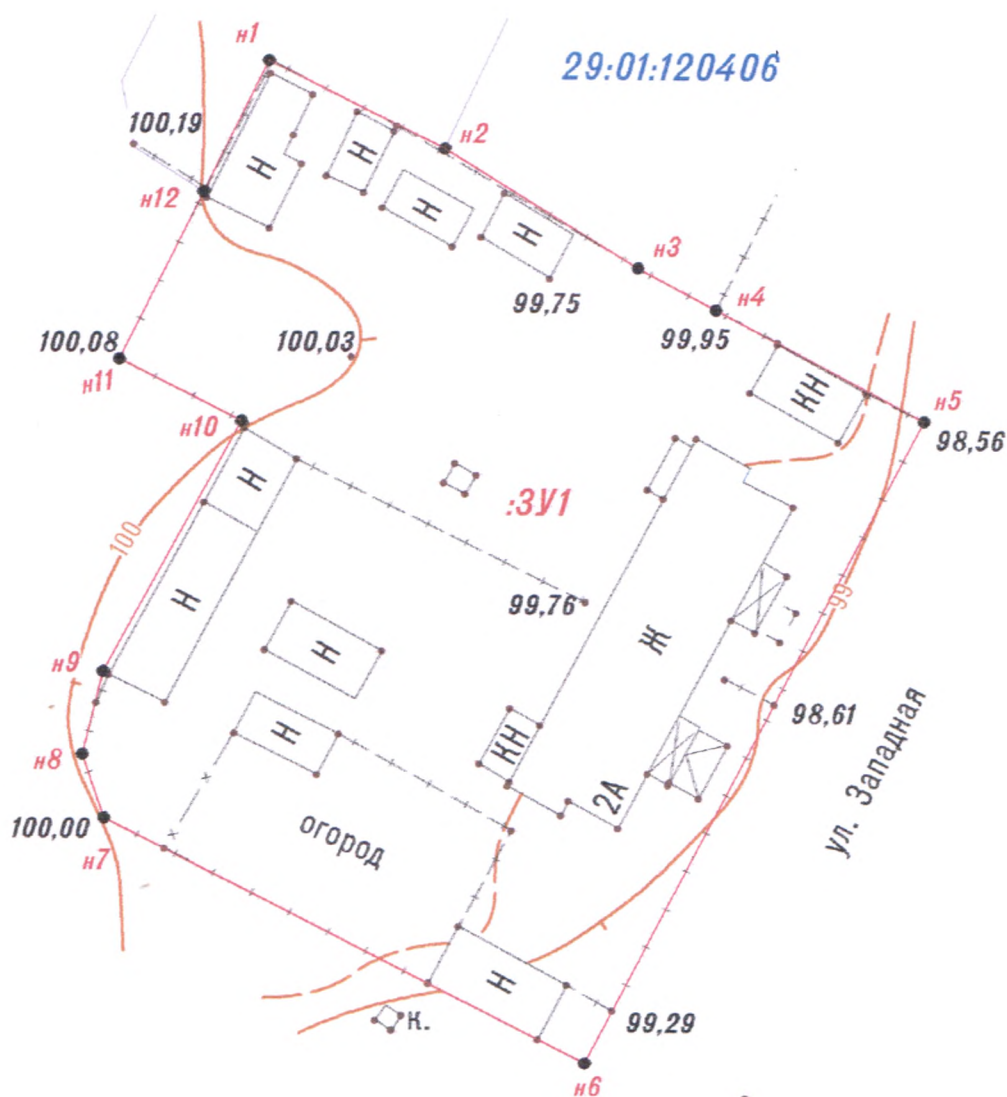 н1
29:01:120406
100,19
н2
н12
Н
Н
Н
Н
н3
99,75
н4
99,95
100,08
100,03
н11
КН
н5
н10
98,56
Н
:ЗУ1
100
Н
99,76
99
Ж
Н
н9
98,61
Н
КН
н8
2А
ул. Западная
100,00
огород
н7
Н
К.
99,29
н6